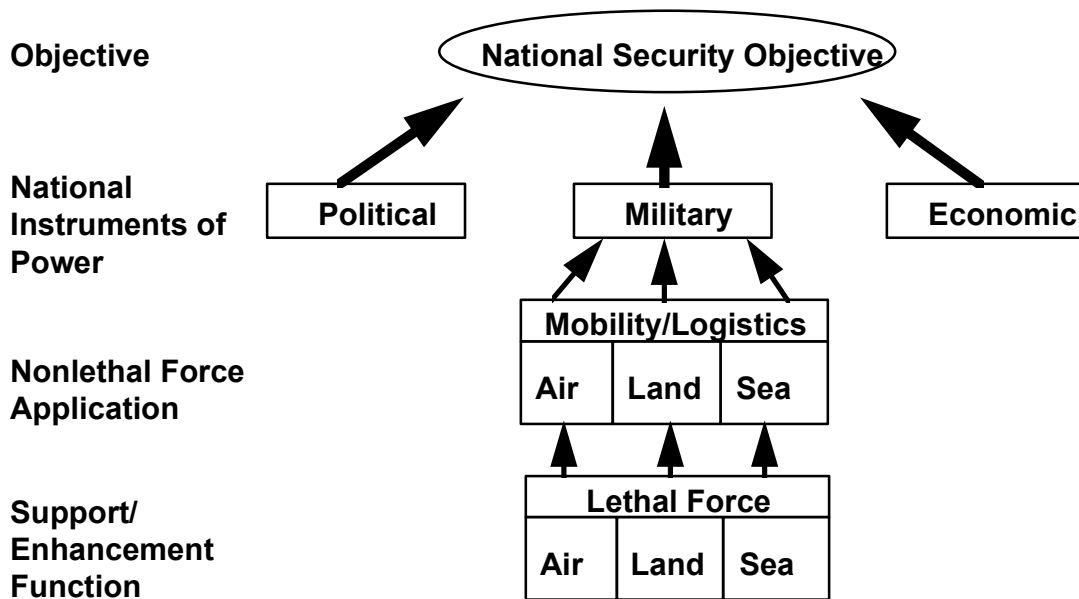 Objective
National Security Objective
National
Instruments of
Power
Political
Military
Economic
Mobility/Logistics
Nonlethal Force
Application
Air
Land
Sea
Lethal Force
Support/
Enhancement
Function
Air
Land
Sea